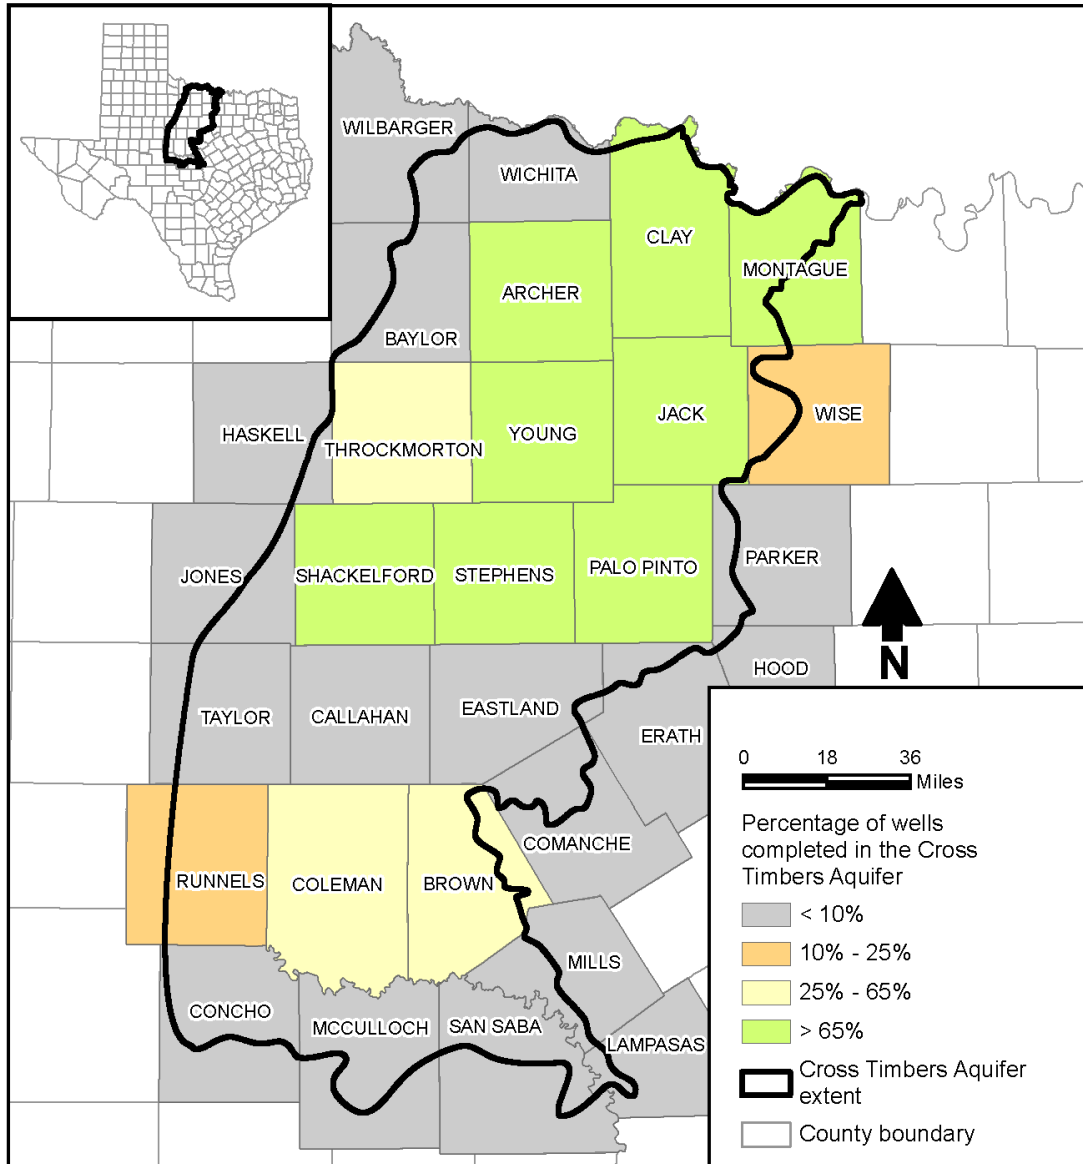 WILBARGER
WICHITA
CLAY
MONTAGUE
ARCHER
BAYLOR
HASKELL
THROCKMORTON
YOUNG
JACK
WISE
JONES
SHACKELFORD
STEPHENS
PALO PINTO
PARKER
N
HOOD
TAYLOR
CALLAHAN
EASTLAND
ERATH
COMANCHE
RUNNELS
COLEMAN
BROWN
MILLS
CONCHO
MCCULLOCH
SAN SABA
LAMPASAS
0 18 36
Miles
Percentage of wells
completed in the Cross
Timbers Aquifer
< 10%
10% - 25%
25% - 65%
> 65%
Cross Timbers Aquifer
extent
County boundary